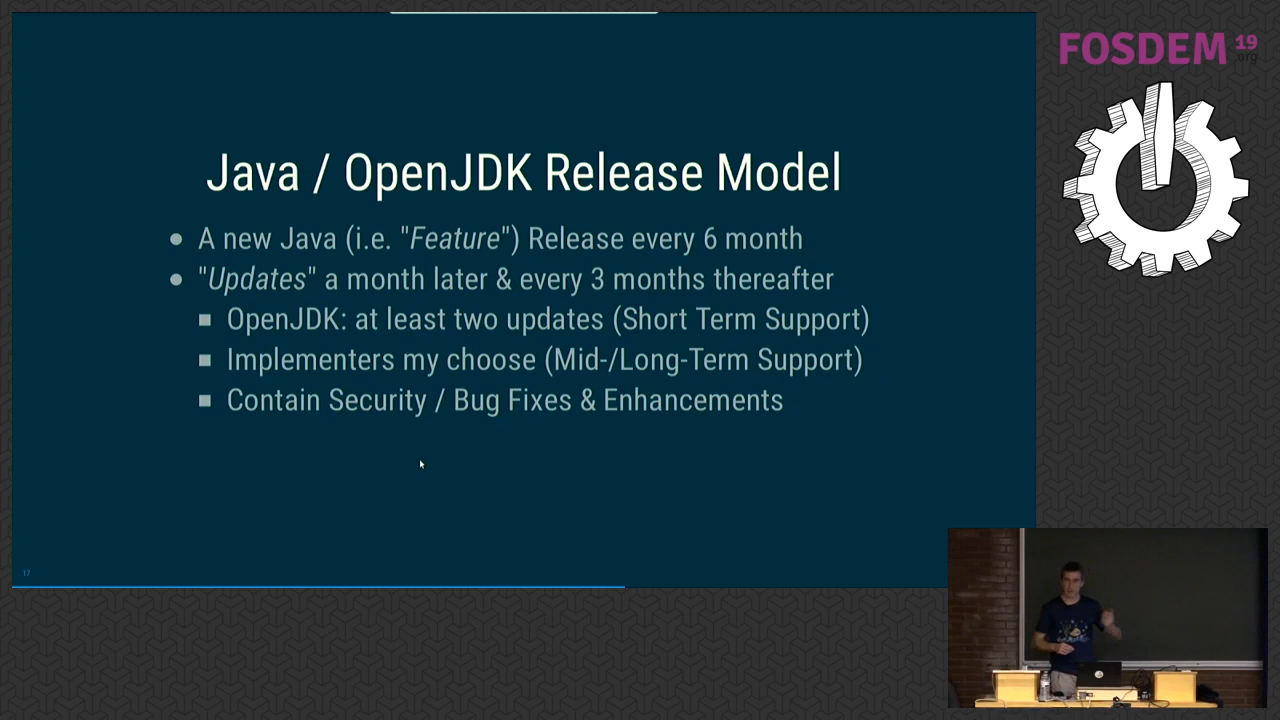 FOSDEM 19
.org
Java / OpenJDK Release Model
A new Java (i.e. "Feature") Release every 6 month
"Updates" a month later & every 3 months thereafter
OpenJDK: at least two updates (Short Term Support)
Implementers my choose (Mid-/Long-Term Support)
Contain Security / Bug Fixes & Enhancements
17